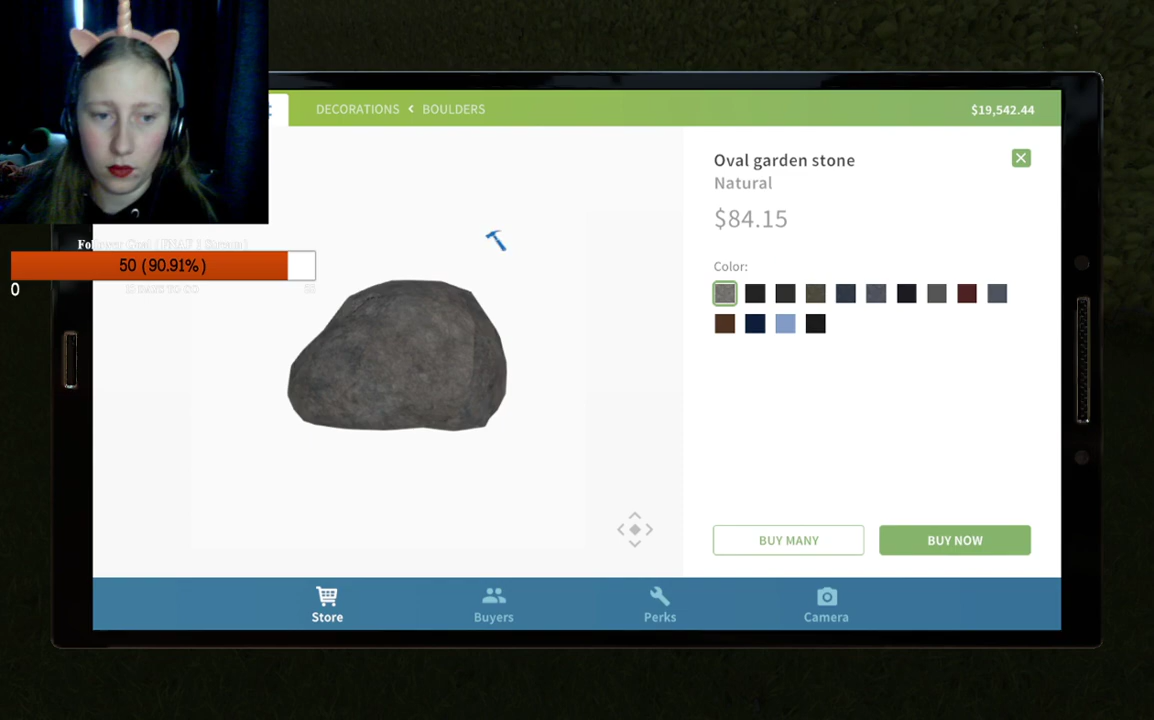 DECORATIONS < BOULDERS
$19,542.44
Oval garden stone
Natural
$84.15
Color:
50 (90.91%)
0
BUY MANY
BUY NOW
Store
Buyers
Perks
Camera